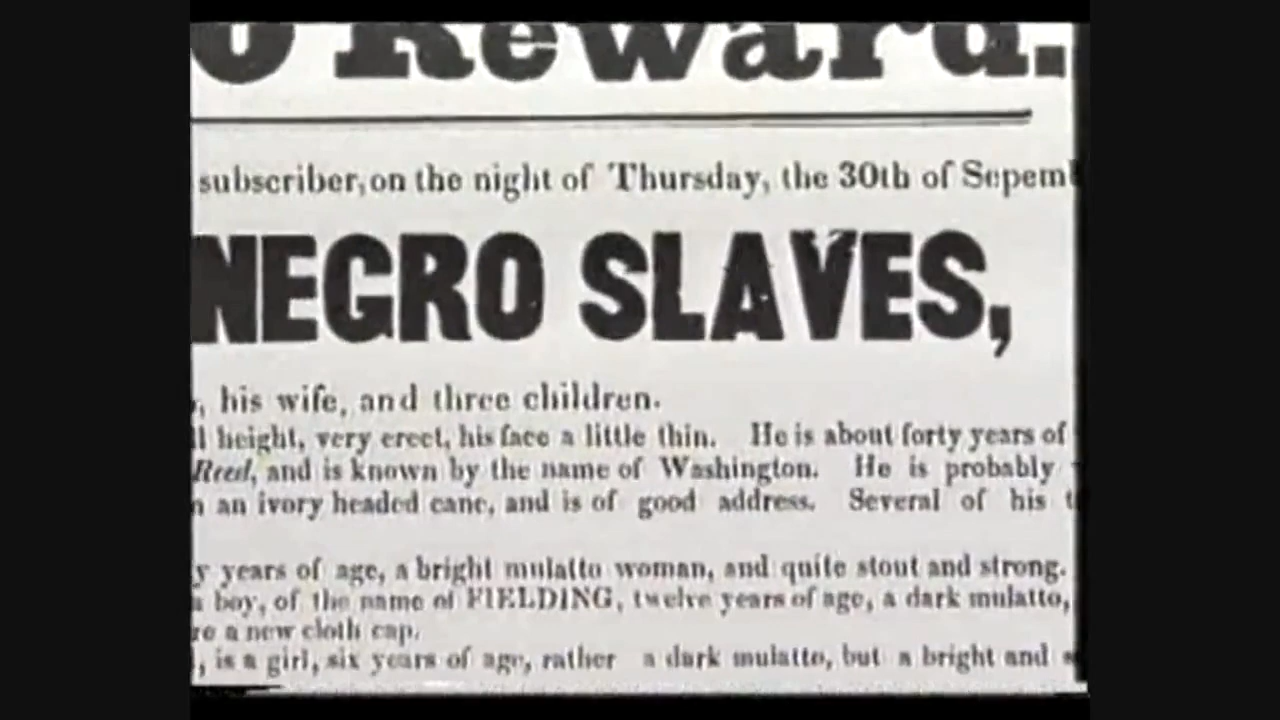 0 Reward.
subscriber, on the night of Thursday, the 30th of Sepem
NEGRO SLAVES,
, his wife, and three children.
height, very erect, his face a little thin. He is about forty years of
Reed, and is known by the name of Washington. He is probably
an ivory headed cane, and is of good address. Several of his
years of age, a bright mulatto woman, and quite stout and strong.
a boy, of the name of FIELDING, twelve years of age, a dark mulatto,
a new cloth cap.
, is a girl, six years of age, rather a dark mulatto, but a bright and